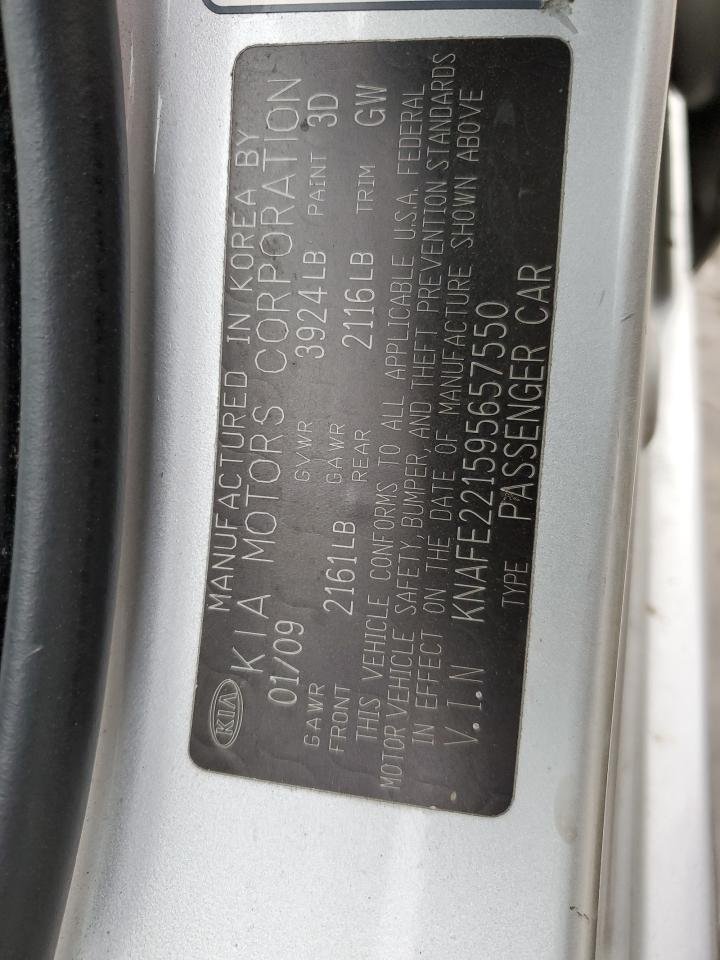 KIA
MANUFACTURED IN KOREA BY
KIA MOTORS CORPORATION
01/09 GVWR 3924LB PAINT 3D
GAWR FRONT 2161LB GAWR REAR 2116LB TRIM GW
THIS VEHICLE CONFORMS TO ALL APPLICABLE U.S.A. FEDERAL
MOTOR VEHICLE SAFETY, BUMPER, AND THEFT PREVENTION STANDARDS
IN EFFECT ON THE DATE OF MANUFACTURE SHOWN ABOVE
V.I.N KNAFE221595657550
TYPE PASSENGER CAR